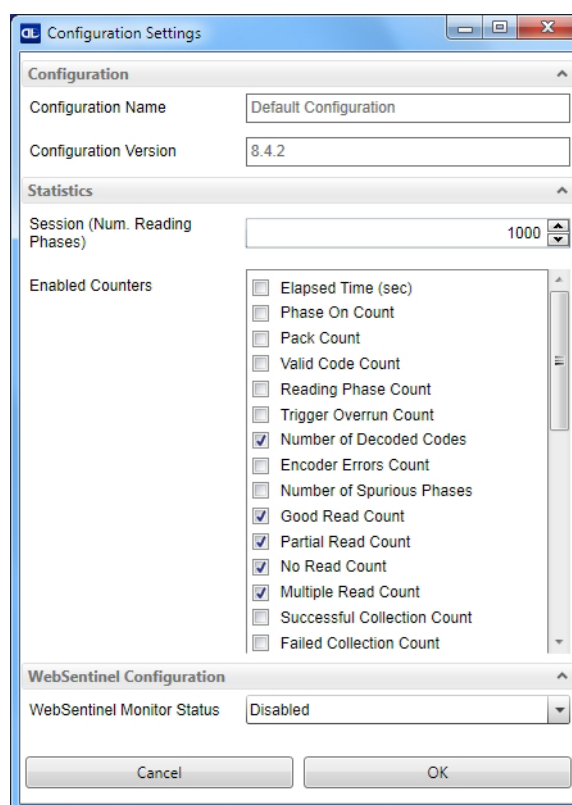 Configuration Settings
Configuration
Configuration Name
Default Configuration
Configuration Version
8.4.2
Statistics
Session (Num. Reading
Phases)
1000
Enabled Counters
Elapsed Time (sec)
Phase On Count
Pack Count
Valid Code Count
Reading Phase Count
Trigger Overrun Count
Number of Decoded Codes
Encoder Errors Count
Number of Spurious Phases
Good Read Count
Partial Read Count
No Read Count
Multiple Read Count
Successful Collection Count
Failed Collection Count
WebSentinel Configuration
WebSentinel Monitor Status
Disabled
Cancel
OK